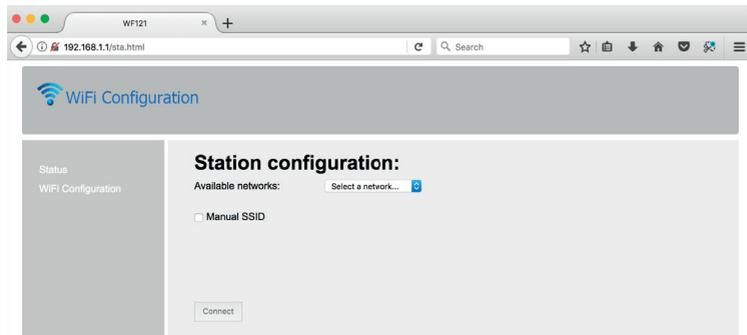 WF121
192.168.1.1/sta.html
Search
WiFi Configuration
Status
WiFi Configuration
Station configuration:
Available networks: Select a network...
Manual SSID
Connect